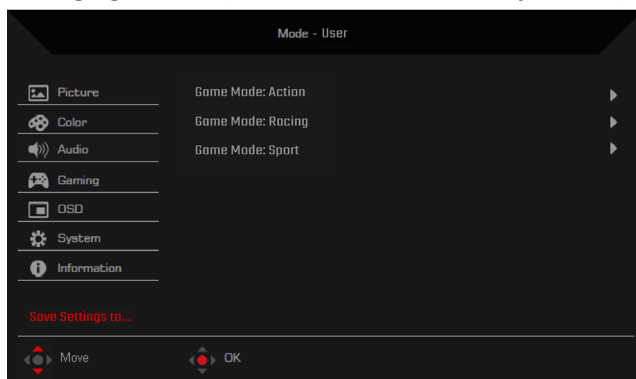 Mode - User
Picture
Game Mode: Action
Color
Game Mode: Racing
Audio
Game Mode: Sport
Gaming
OSD
System
Information
Save Settings to...
Move
OK